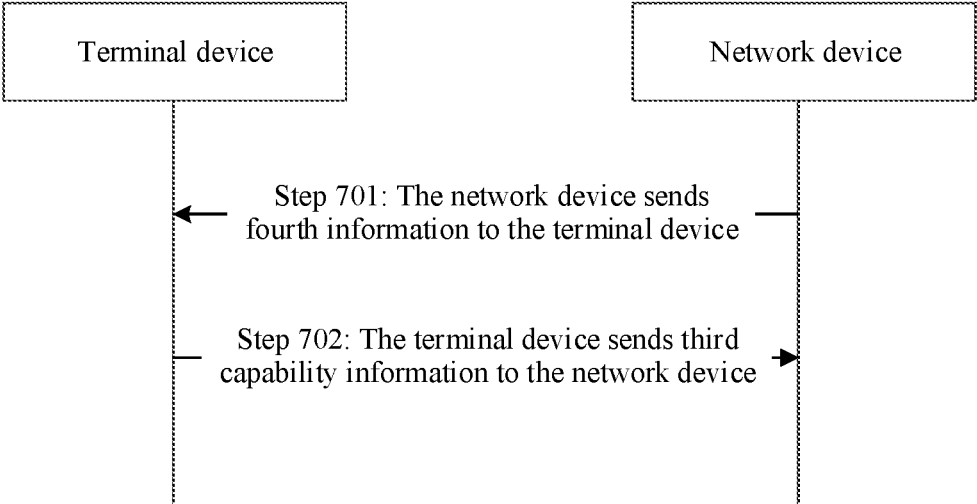 Terminal device
Network device
Step 701: The network device sends
fourth information to the terminal device
Step 702: The terminal device sends third
capability information to the network device